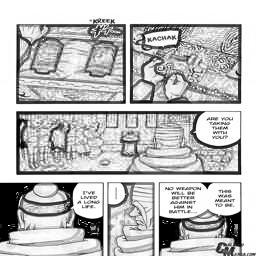 *KREEK
KACHAK
ARE YOU
TAKING
THEM
WITH
YOU?
I'VE
LIVED A
LONG
LIFE.
NO WEAPON
WILL BE
BETTER
AGAINST
HIM IN
BATTLE...
THIS
WAS
MEANT
TO BE.